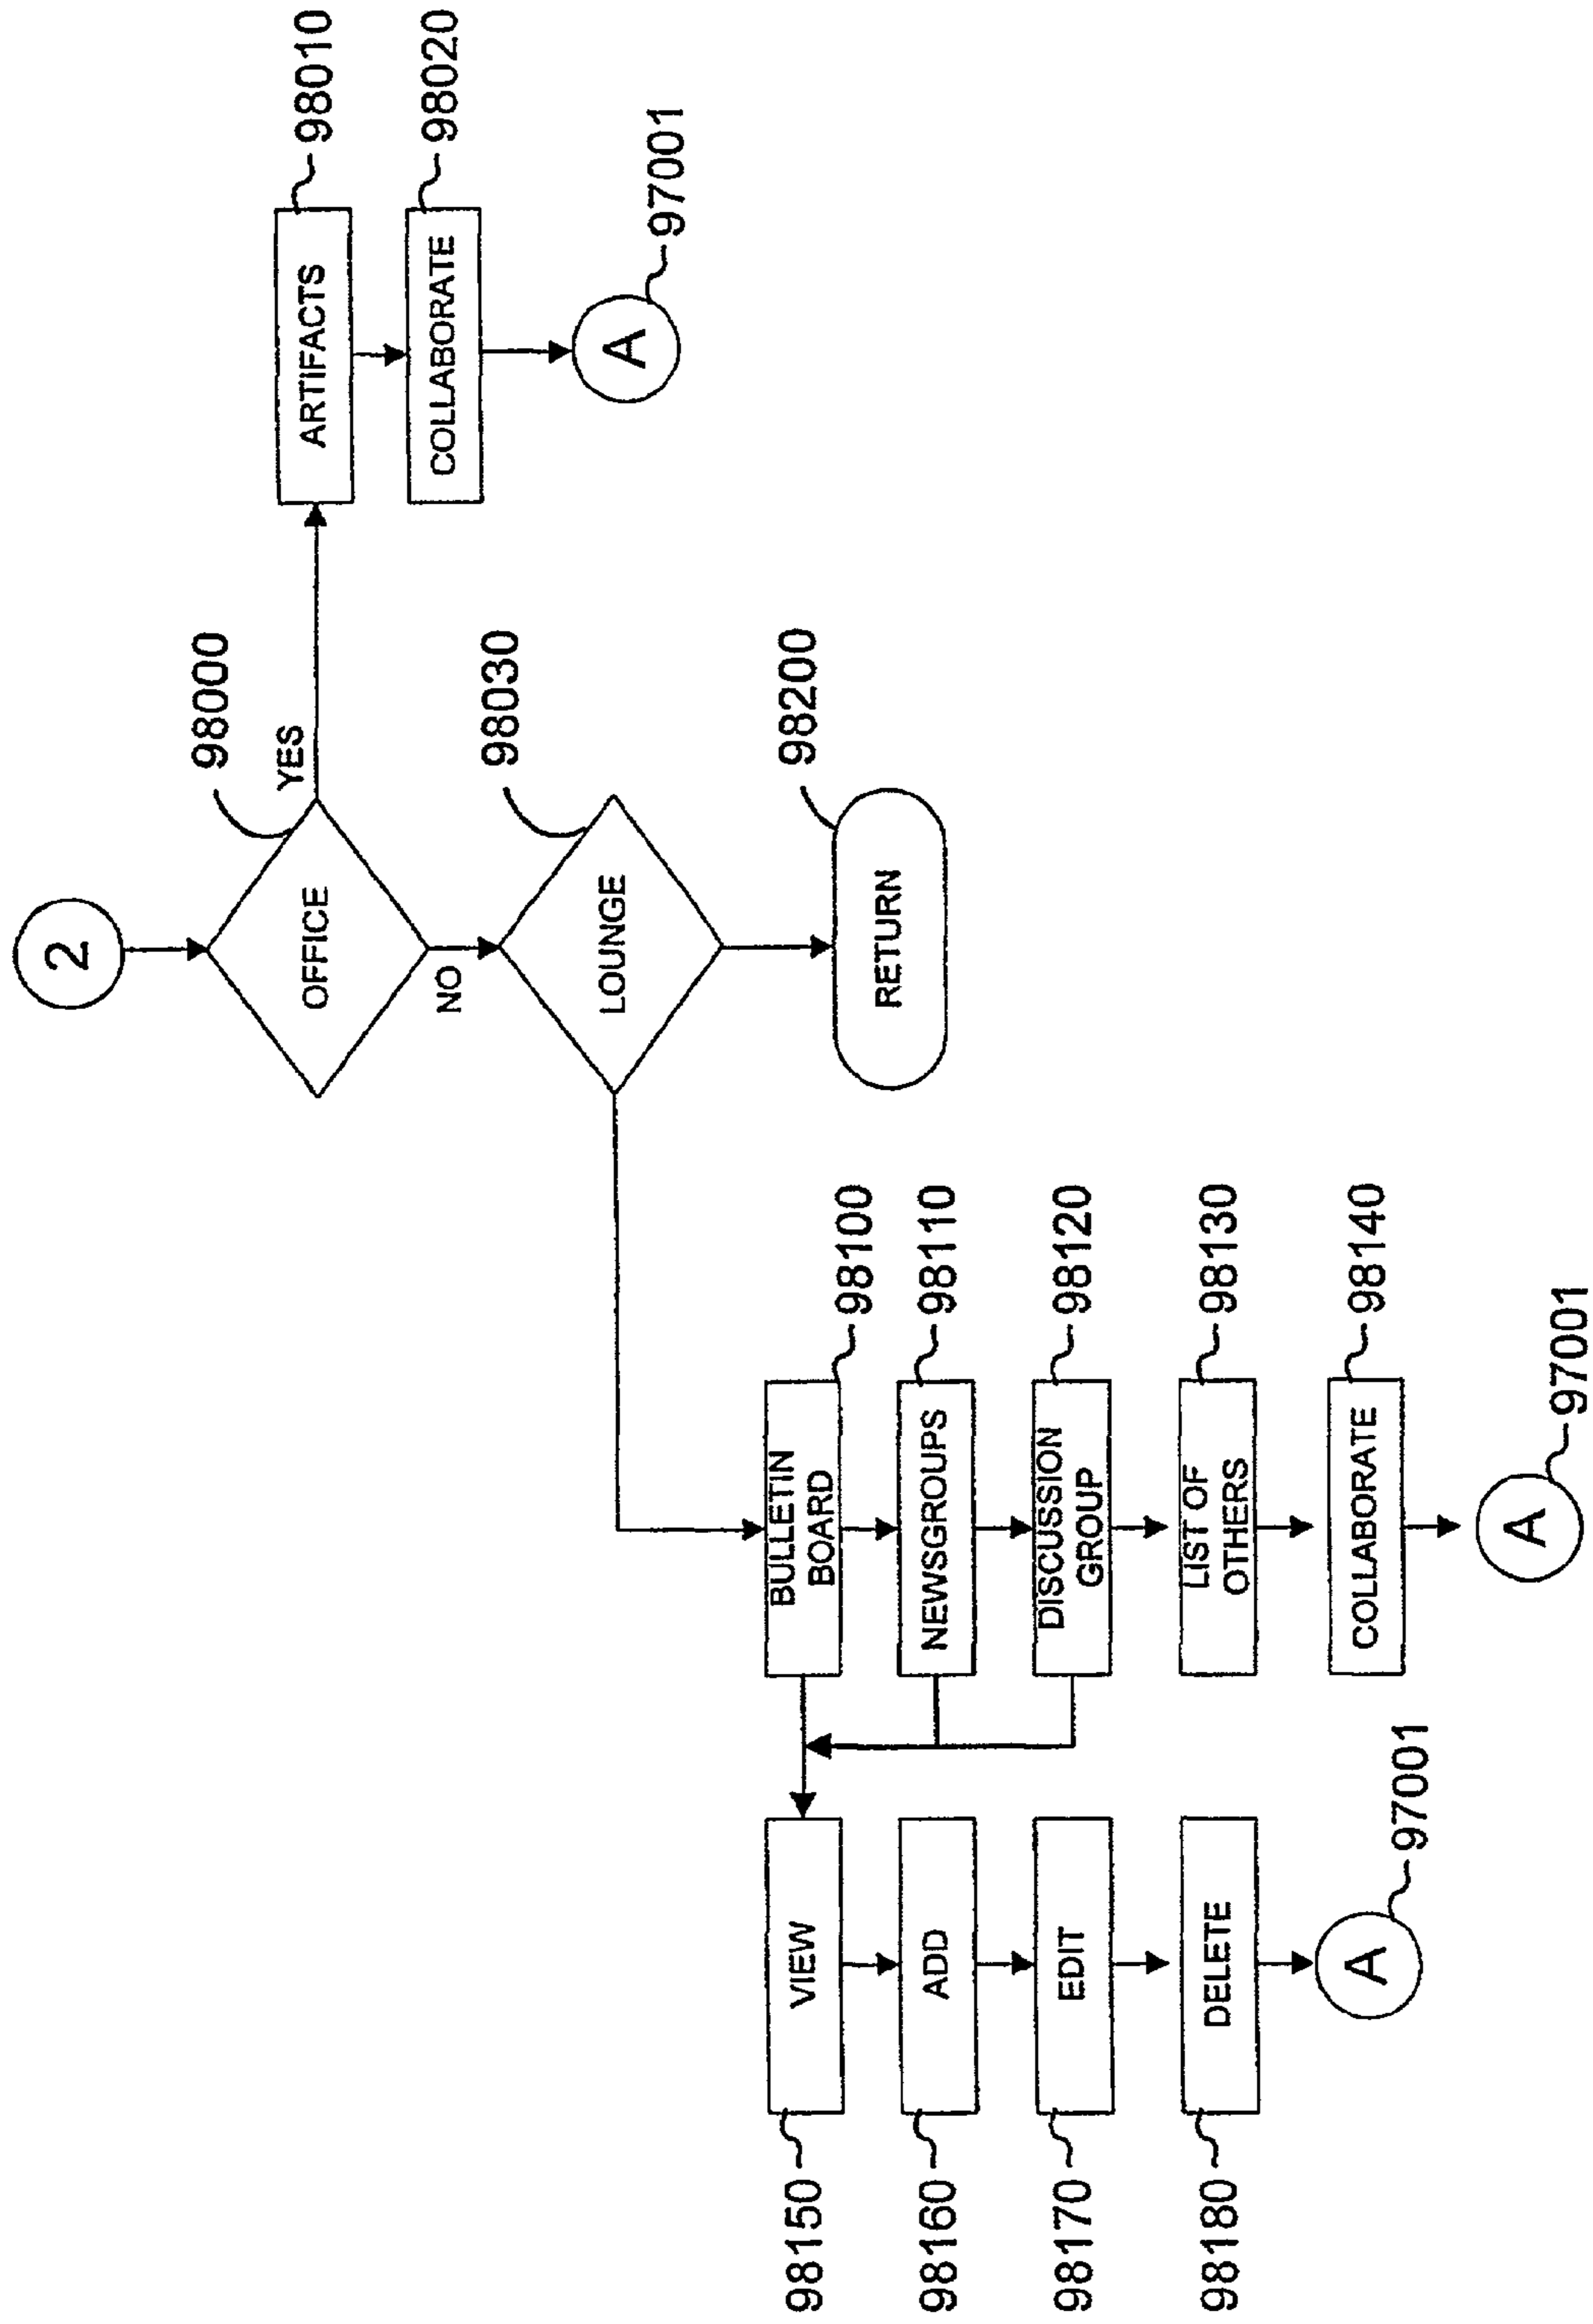 2
98000
OFFICE
YES
NO
98010
ARTIFACTS
98020
COLLABORATE
A
97001
98030
LOUNGE
98200
RETURN
98100
BULLETIN
BOARD
98110
NEWSGROUPS
98120
DISCUSSION
GROUP
98130
LIST OF
OTHERS
98140
COLLABORATE
A
97001
98150
VIEW
98160
ADD
98170
EDIT
98180
DELETE
A
97001